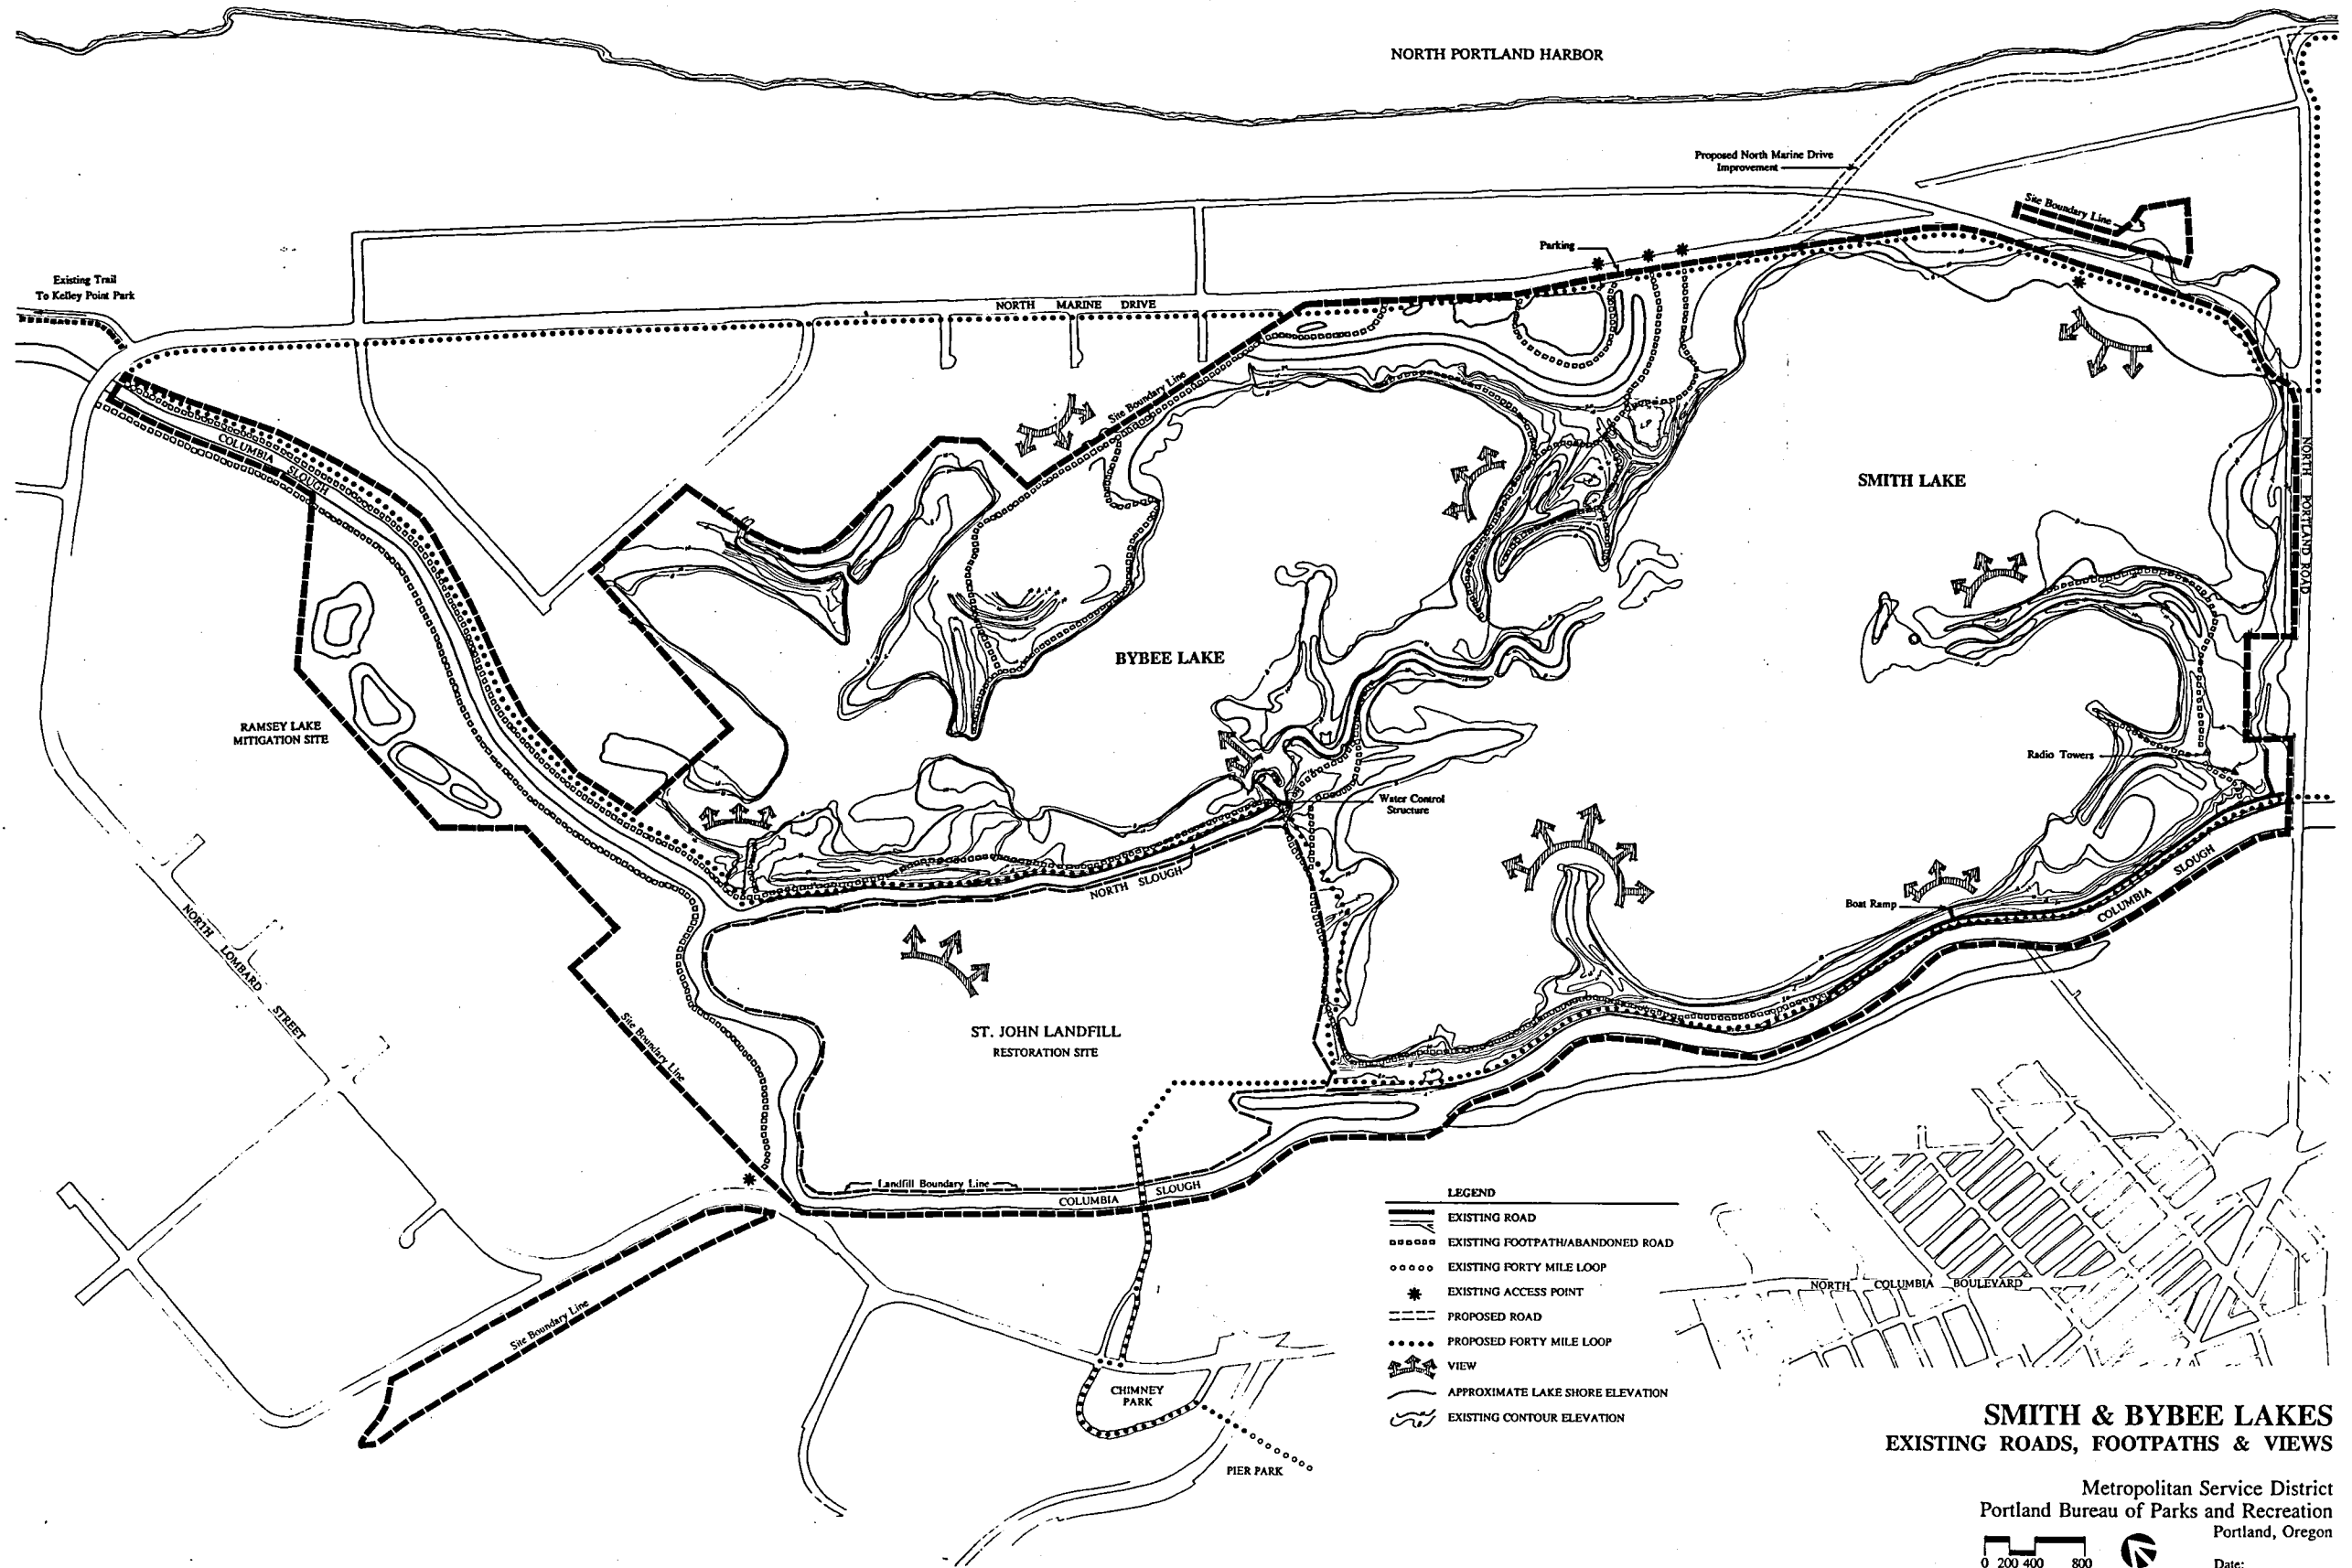 NORTH PORTLAND HARBOR
Proposed North Marine Drive
Improvement
Site Boundary Line
Parking
Existing Trail
To Kelley Point Park
NORTH MARINE DRIVE
Site Boundary Line
COLUMBIA SLOUGH
SMITH LAKE
NORTH PORTLAND ROAD
BYBEE LAKE
RAMSEY LAKE
MITIGATION SITE
Radio Towers
Water Control
Structure
NORTH SLOUGH
Boat Ramp
COLUMBIA SLOUGH
NORTH LOMBARD STREET
Site Boundary Line
ST. JOHN LANDFILL
RESTORATION SITE
Landfill Boundary Line
COLUMBIA SLOUGH
Site Boundary Line
CHIMNEY
PARK
PIER PARK
NORTH COLUMBIA BOULEVARD
LEGEND
EXISTING ROAD
EXISTING FOOTPATH/ABANDONED ROAD
EXISTING FORTY MILE LOOP
EXISTING ACCESS POINT
PROPOSED ROAD
PROPOSED FORTY MILE LOOP
VIEW
APPROXIMATE LAKE SHORE ELEVATION
EXISTING CONTOUR ELEVATION
SMITH & BYBEE LAKES
EXISTING ROADS, FOOTPATHS & VIEWS
Metropolitan Service District
Portland Bureau of Parks and Recreation
Portland, Oregon
0 200 400 800
Date: